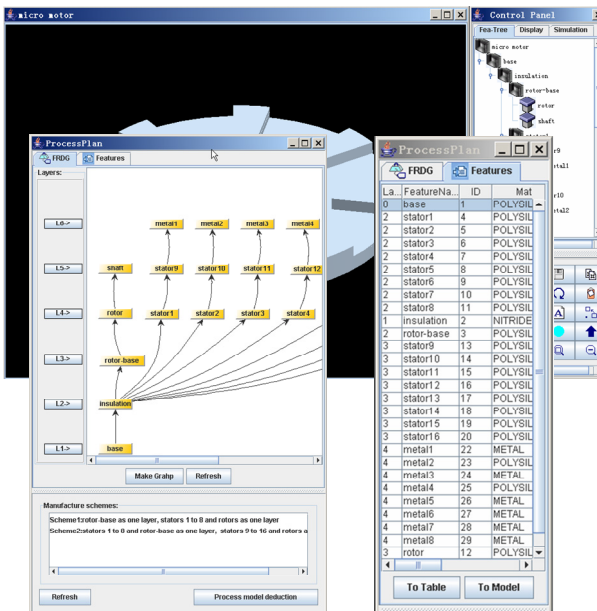 micro motor
Control Panel
Fea-Tree Display Simulation
micro motor
base
insulation
rotor-base
rotor
shaft
ProcessPlan
FRDG Features
Layers:
L6->
metal1 metal2 metal3 metal4
L5->
shaft stator9 stator10 stator11 stator12
L4->
rotor stator1 stator2 stator3 stator4
L3->
rotor-base
L2->
insulation
L1->
base
Make Grahp Refresh
Manufacture schemes:
Scheme1:rotor-base as one layer, stators 1 to 8 and rotors as one layer
Scheme2:stators 1 to 8 and rotor-base as one layer, stators 9 to 16 and rotors a
Refresh Process model deduction
ProcessPlan
FRDG Features
La... FeatureNa... ID Mat
0 base 1 POLYSIL
2 stator1 4 POLYSIL
2 stator2 5 POLYSIL
2 stator3 6 POLYSIL
2 stator4 7 POLYSIL
2 stator5 8 POLYSIL
2 stator6 9 POLYSIL
2 stator7 10 POLYSIL
2 stator8 11 POLYSIL
1 insulation 2 NITRIDE
2 rotor-base 3 POLYSIL
3 stator9 13 POLYSIL
3 stator10 14 POLYSIL
3 stator11 15 POLYSIL
3 stator12 16 POLYSIL
3 stator13 17 POLYSIL
3 stator14 18 POLYSIL
3 stator15 19 POLYSIL
3 stator16 20 POLYSIL
4 metal1 22 METAL
4 metal2 23 POLYSIL
4 metal3 24 METAL
4 metal4 25 POLYSIL
4 metal5 26 METAL
4 metal6 27 METAL
4 metal7 28 METAL
4 metal8 29 METAL
3 rotor 12 POLYSIL
To Table To Model
r9
tal1
r10
tal2